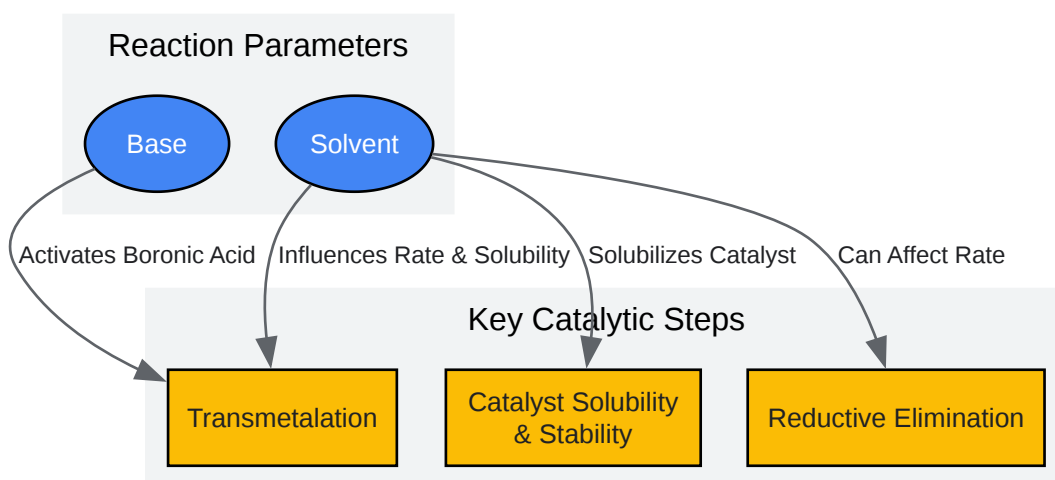 Reaction Parameters
Base
Solvent
Activates Boronic Acid
Influences Rate & Solubility
Solubilizes Catalyst
Can Affect Rate
Key Catalytic Steps
Transmetalation
Catalyst Solubility
& Stability
Reductive Elimination